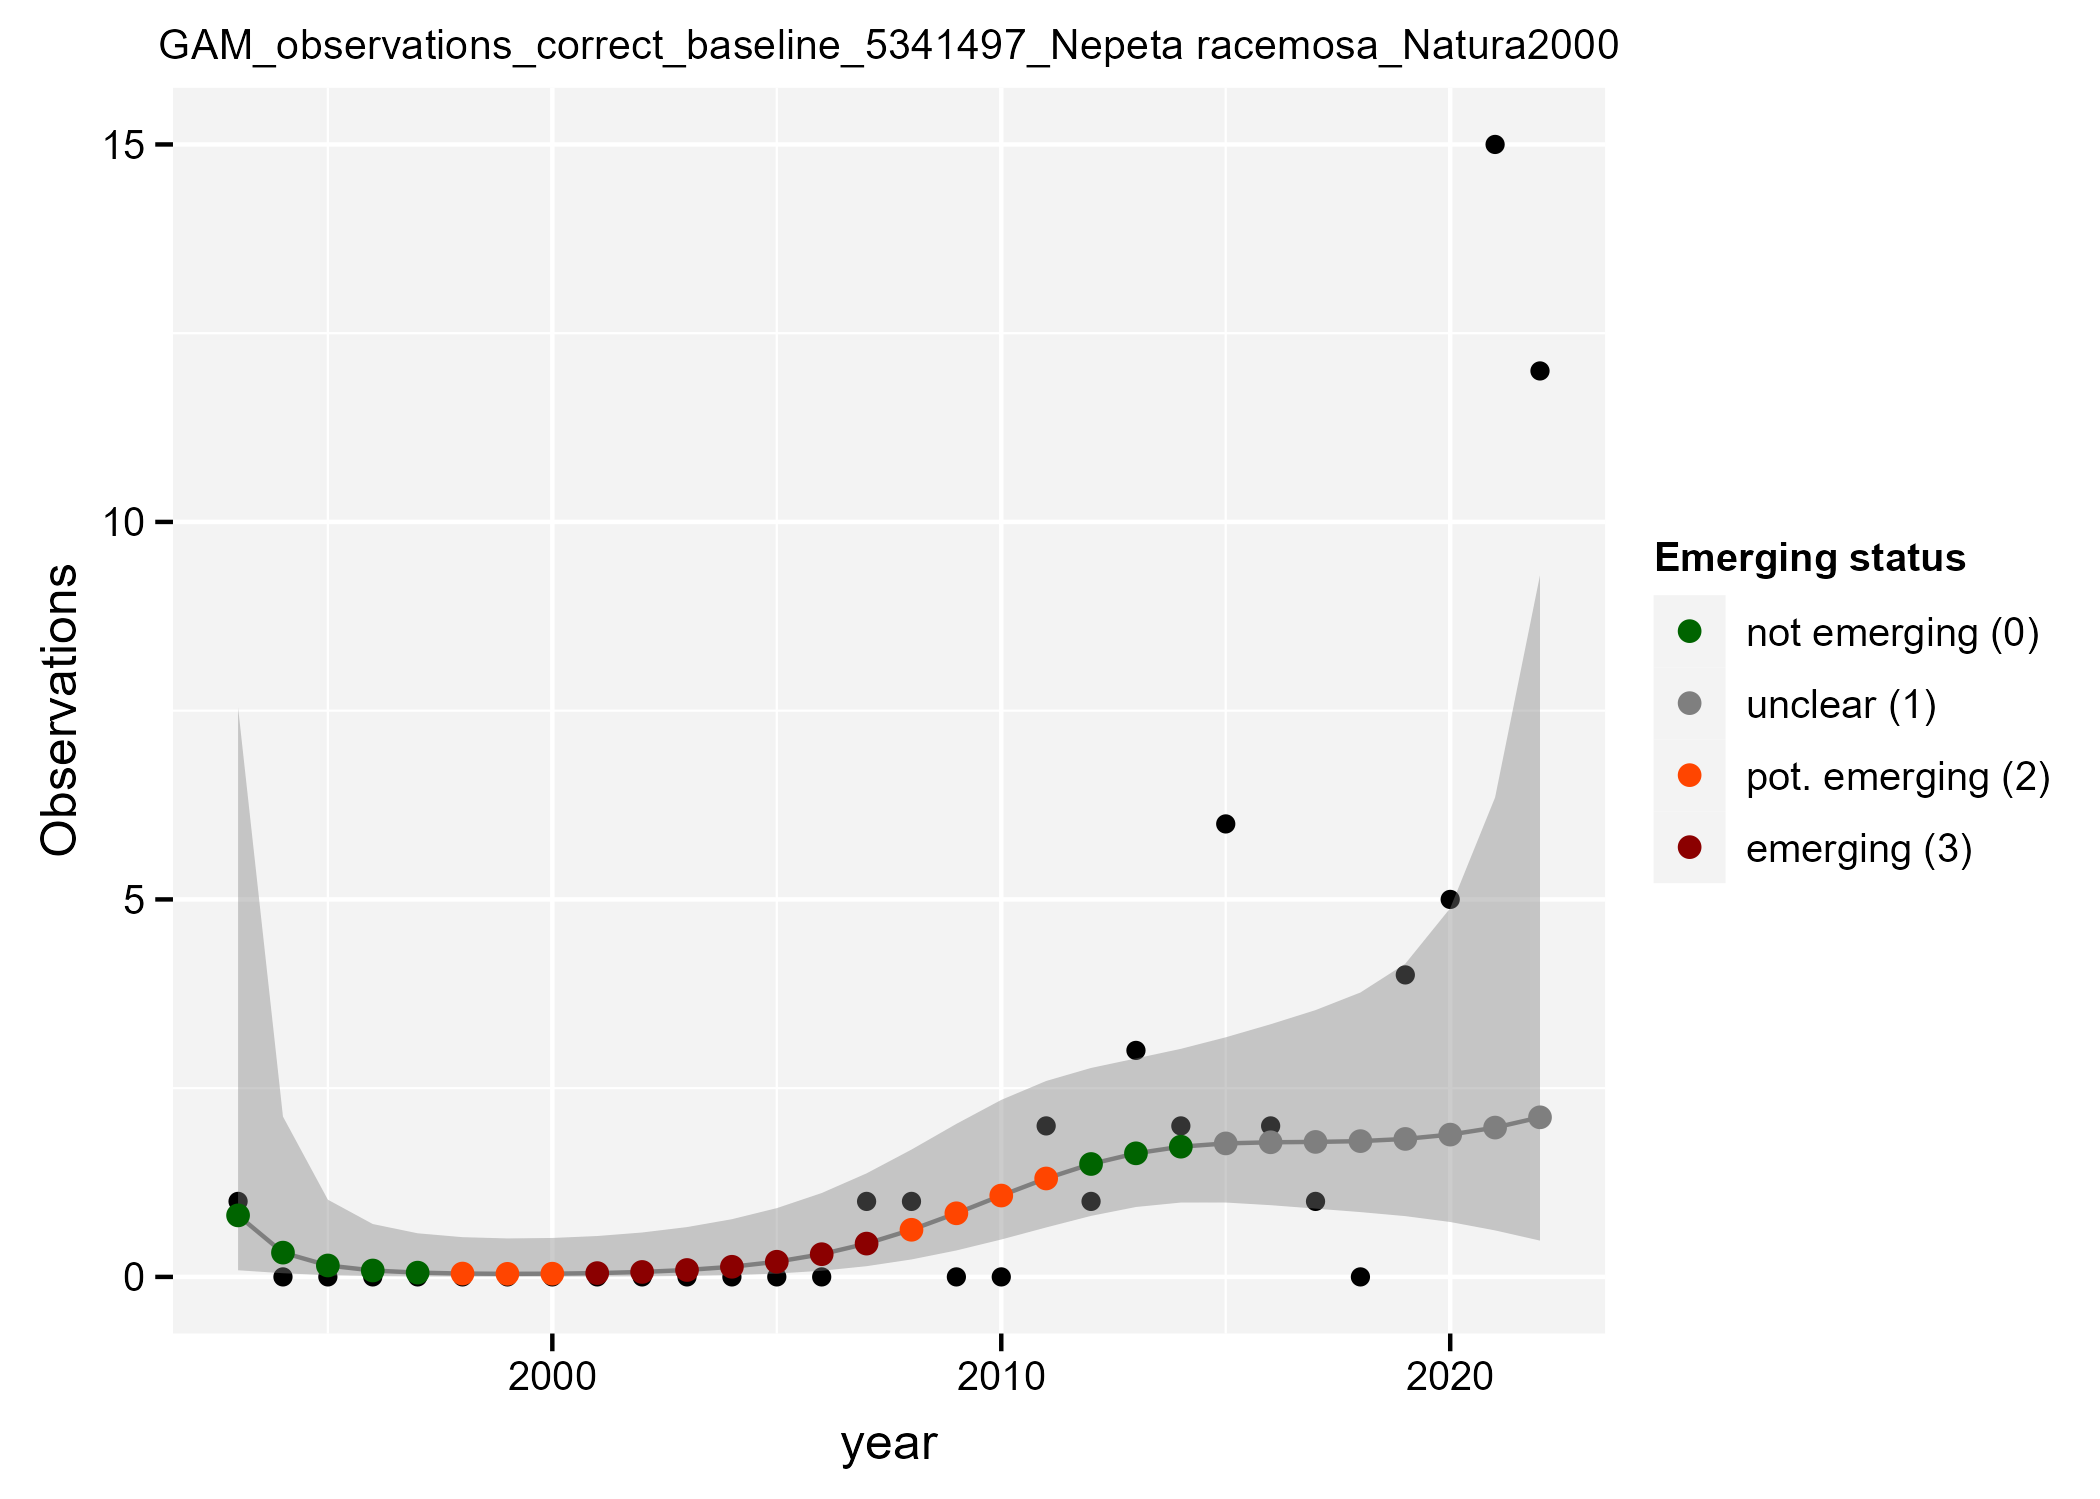 GAM_observations_correct_baseline_5341497_Nepeta racemosa_Natura2000
15
10
5
0
Observations
2000
2010
2020
year
Emerging status
not emerging (0)
unclear (1)
pot. emerging (2)
emerging (3)